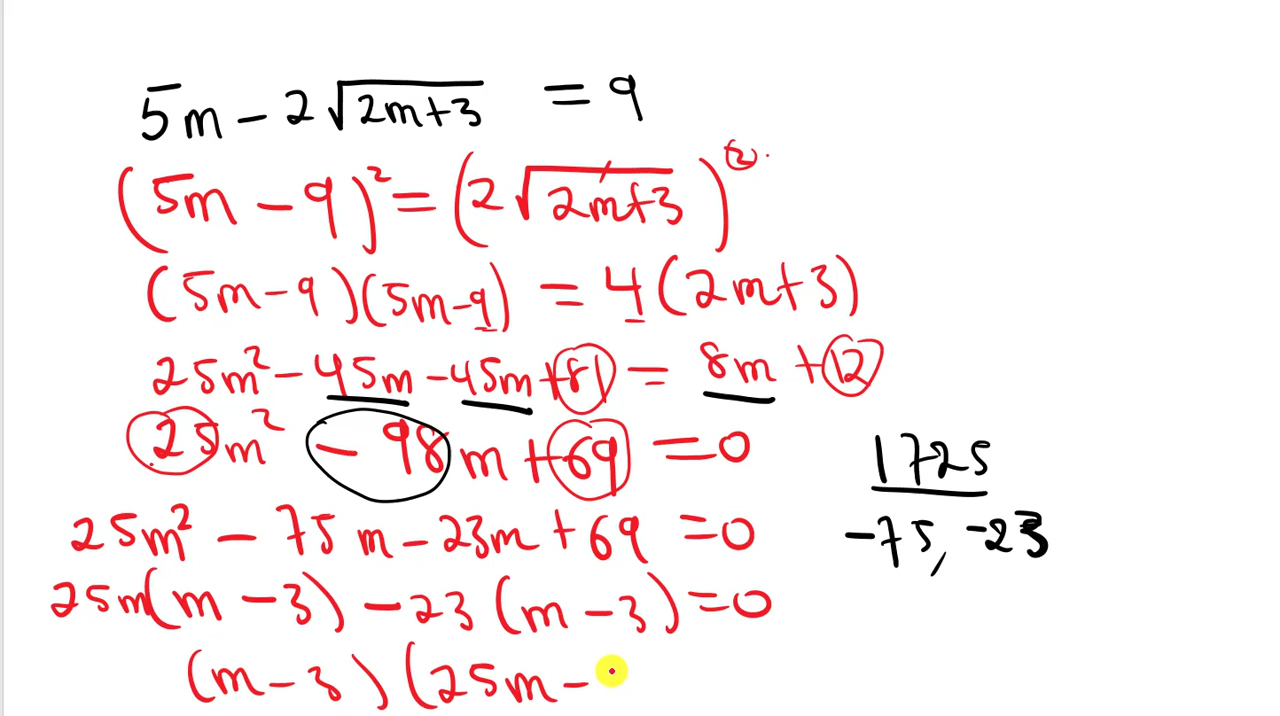 5m - 2√(2m+3) = 9
(5m - 9)² = (2√(2m+3))²
(5m - 9)(5m - 9) = 4(2m+3)
25m² - 45m - 45m + 81 = 8m + 12
25m² - 98m + 69 = 0
25m² - 75m - 23m + 69 = 0
25m(m - 3) - 23(m - 3) = 0
(m - 3)(25m -
1725
-75, -23